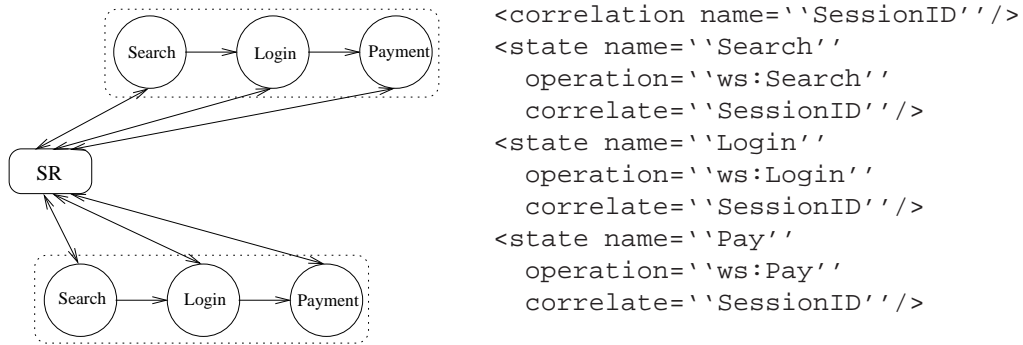 Search Login Payment
SR
Search Login Payment
<correlation name=‘‘SessionID’’/>
<state name=‘‘Search’’
operation=‘‘ws:Search’’
correlate=‘‘SessionID’’/>
<state name=‘‘Login’’
operation=‘‘ws:Login’’
correlate=‘‘SessionID’’/>
<state name=‘‘Pay’’
operation=‘‘ws:Pay’’
correlate=‘‘SessionID’’/>